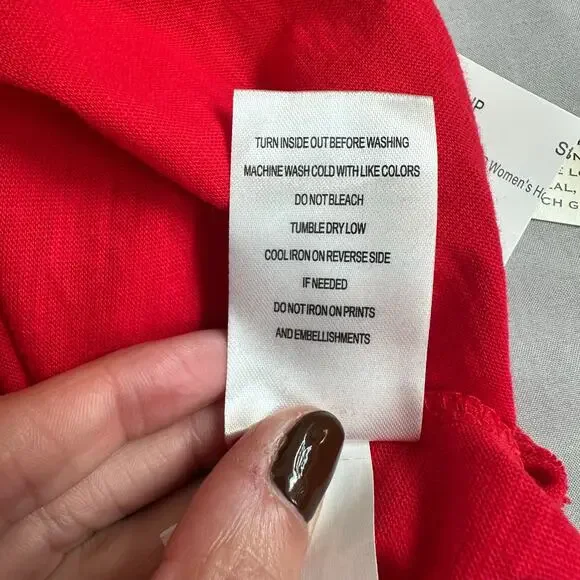 TURN INSIDE OUT BEFORE WASHING
MACHINE WASH COLD WITH LIKE COLORS
DO NOT BLEACH
TUMBLE DRY LOW
COOL IRON ON REVERSE SIDE
IF NEEDED
DO NOT IRON ON PRINTS
AND EMBELLISHMENTS
Women's
CH G